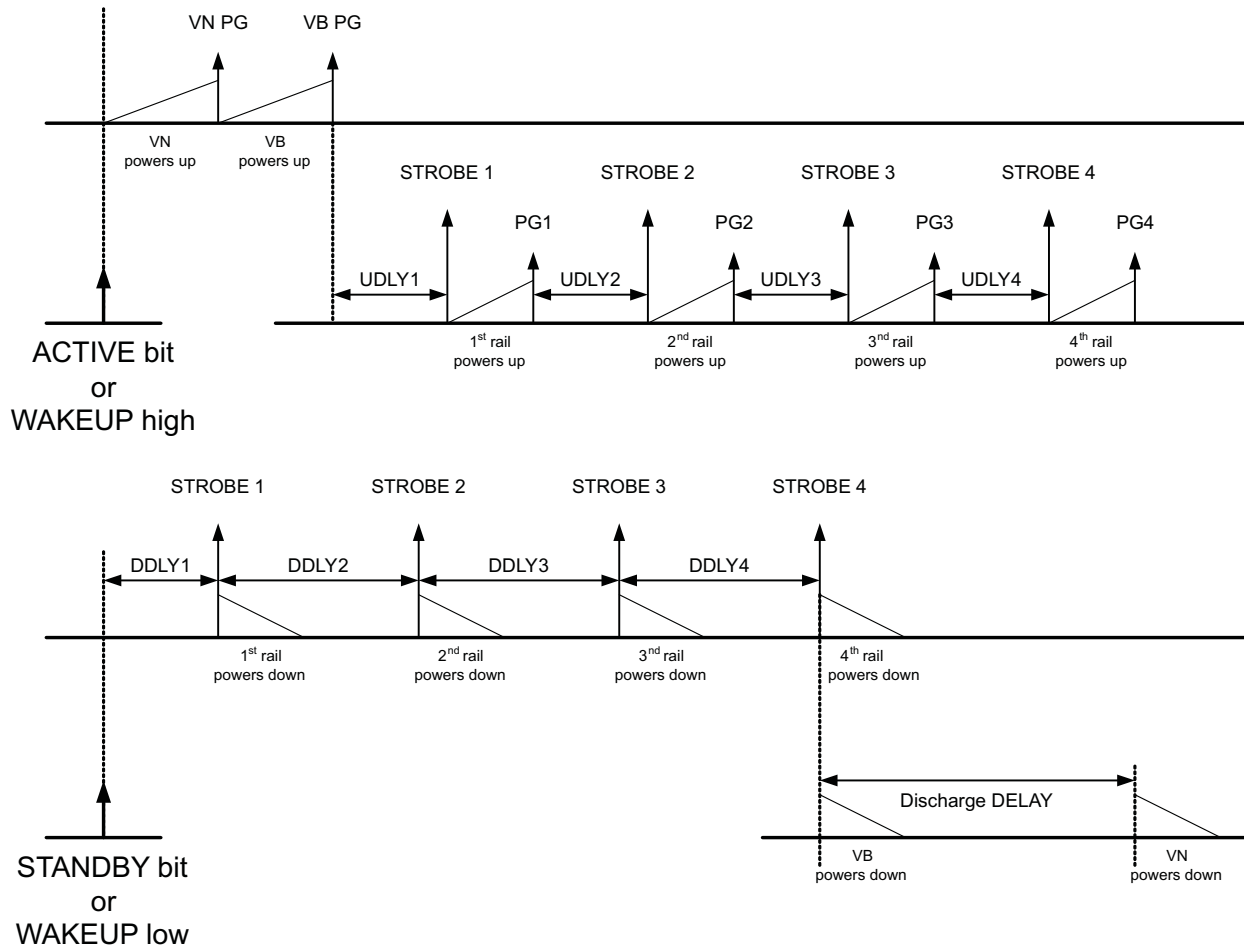 VN PG
VB PG
VN
powers up
VB
powers up
STROBE 1
STROBE 2
STROBE 3
STROBE 4
PG1
PG2
PG3
PG4
UDLY1
UDLY2
UDLY3
UDLY4
1st rail
powers up
2nd rail
powers up
3nd rail
powers up
4th rail
powers up
ACTIVE bit
or
WAKEUP high
STROBE 1
STROBE 2
STROBE 3
STROBE 4
DDLY1
DDLY2
DDLY3
DDLY4
1st rail
powers down
2nd rail
powers down
3nd rail
powers down
4th rail
powers down
Discharge DELAY
VB
powers down
VN
powers down
STANDBY bit
or
WAKEUP low